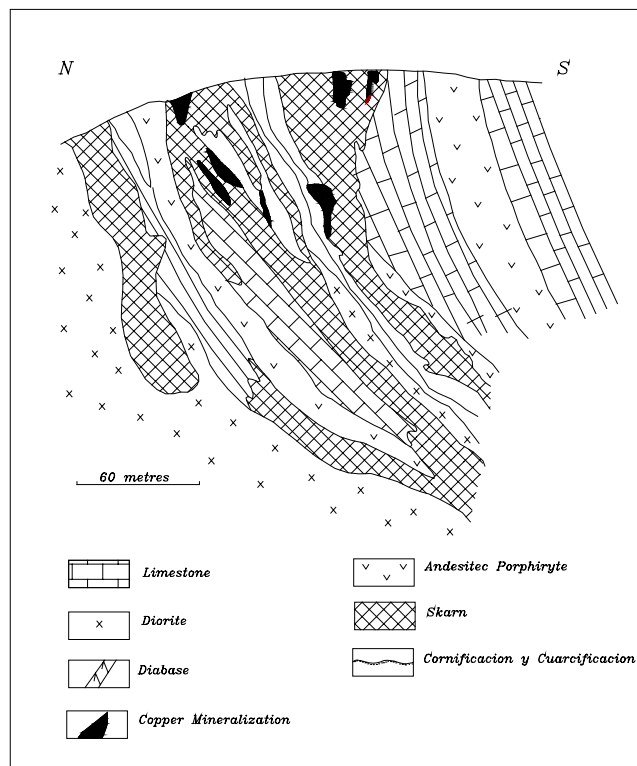 N
S
60 metres
Limestone
Diorite
Diabase
Copper Mineralization
Andesitec Porphiryte
Skarn
Cornificacion y Cuarcificacion